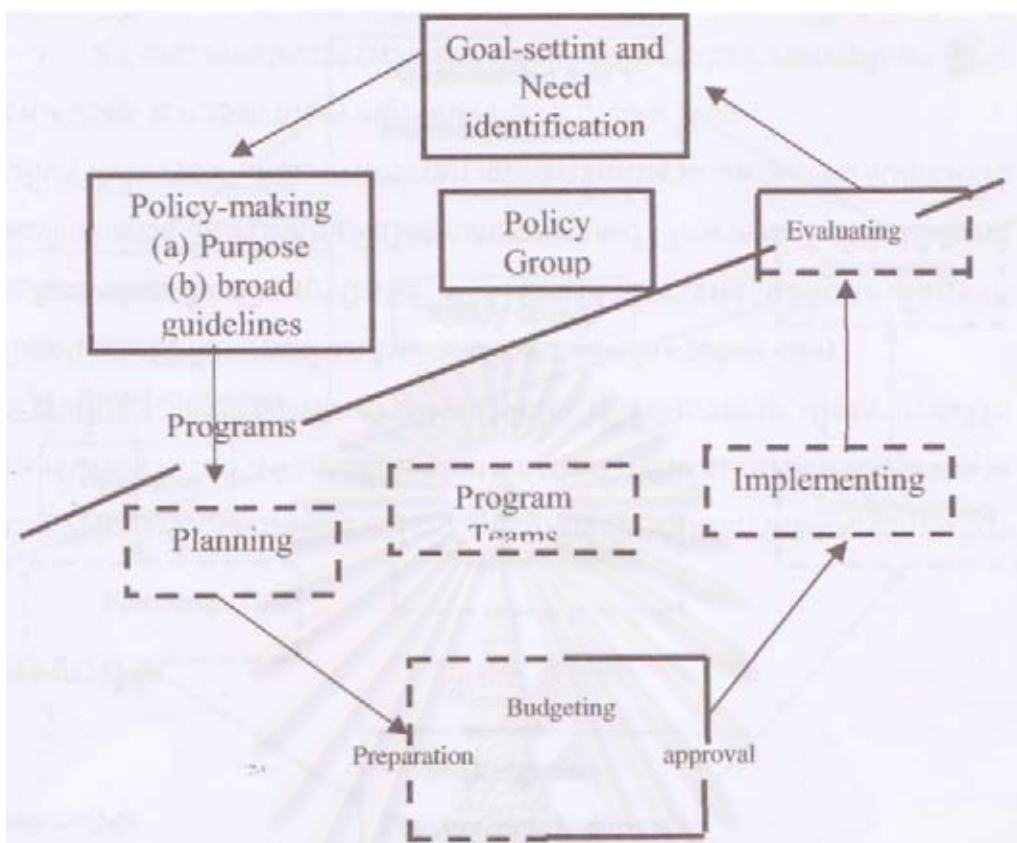 Goal-settint and
Need
identification
Policy-making
(a) Purpose
(b) broad
guidelines
Policy
Group
Evaluating
Programs
Planning
Program
Teams
Implementing
Budgeting
Preparation
approval